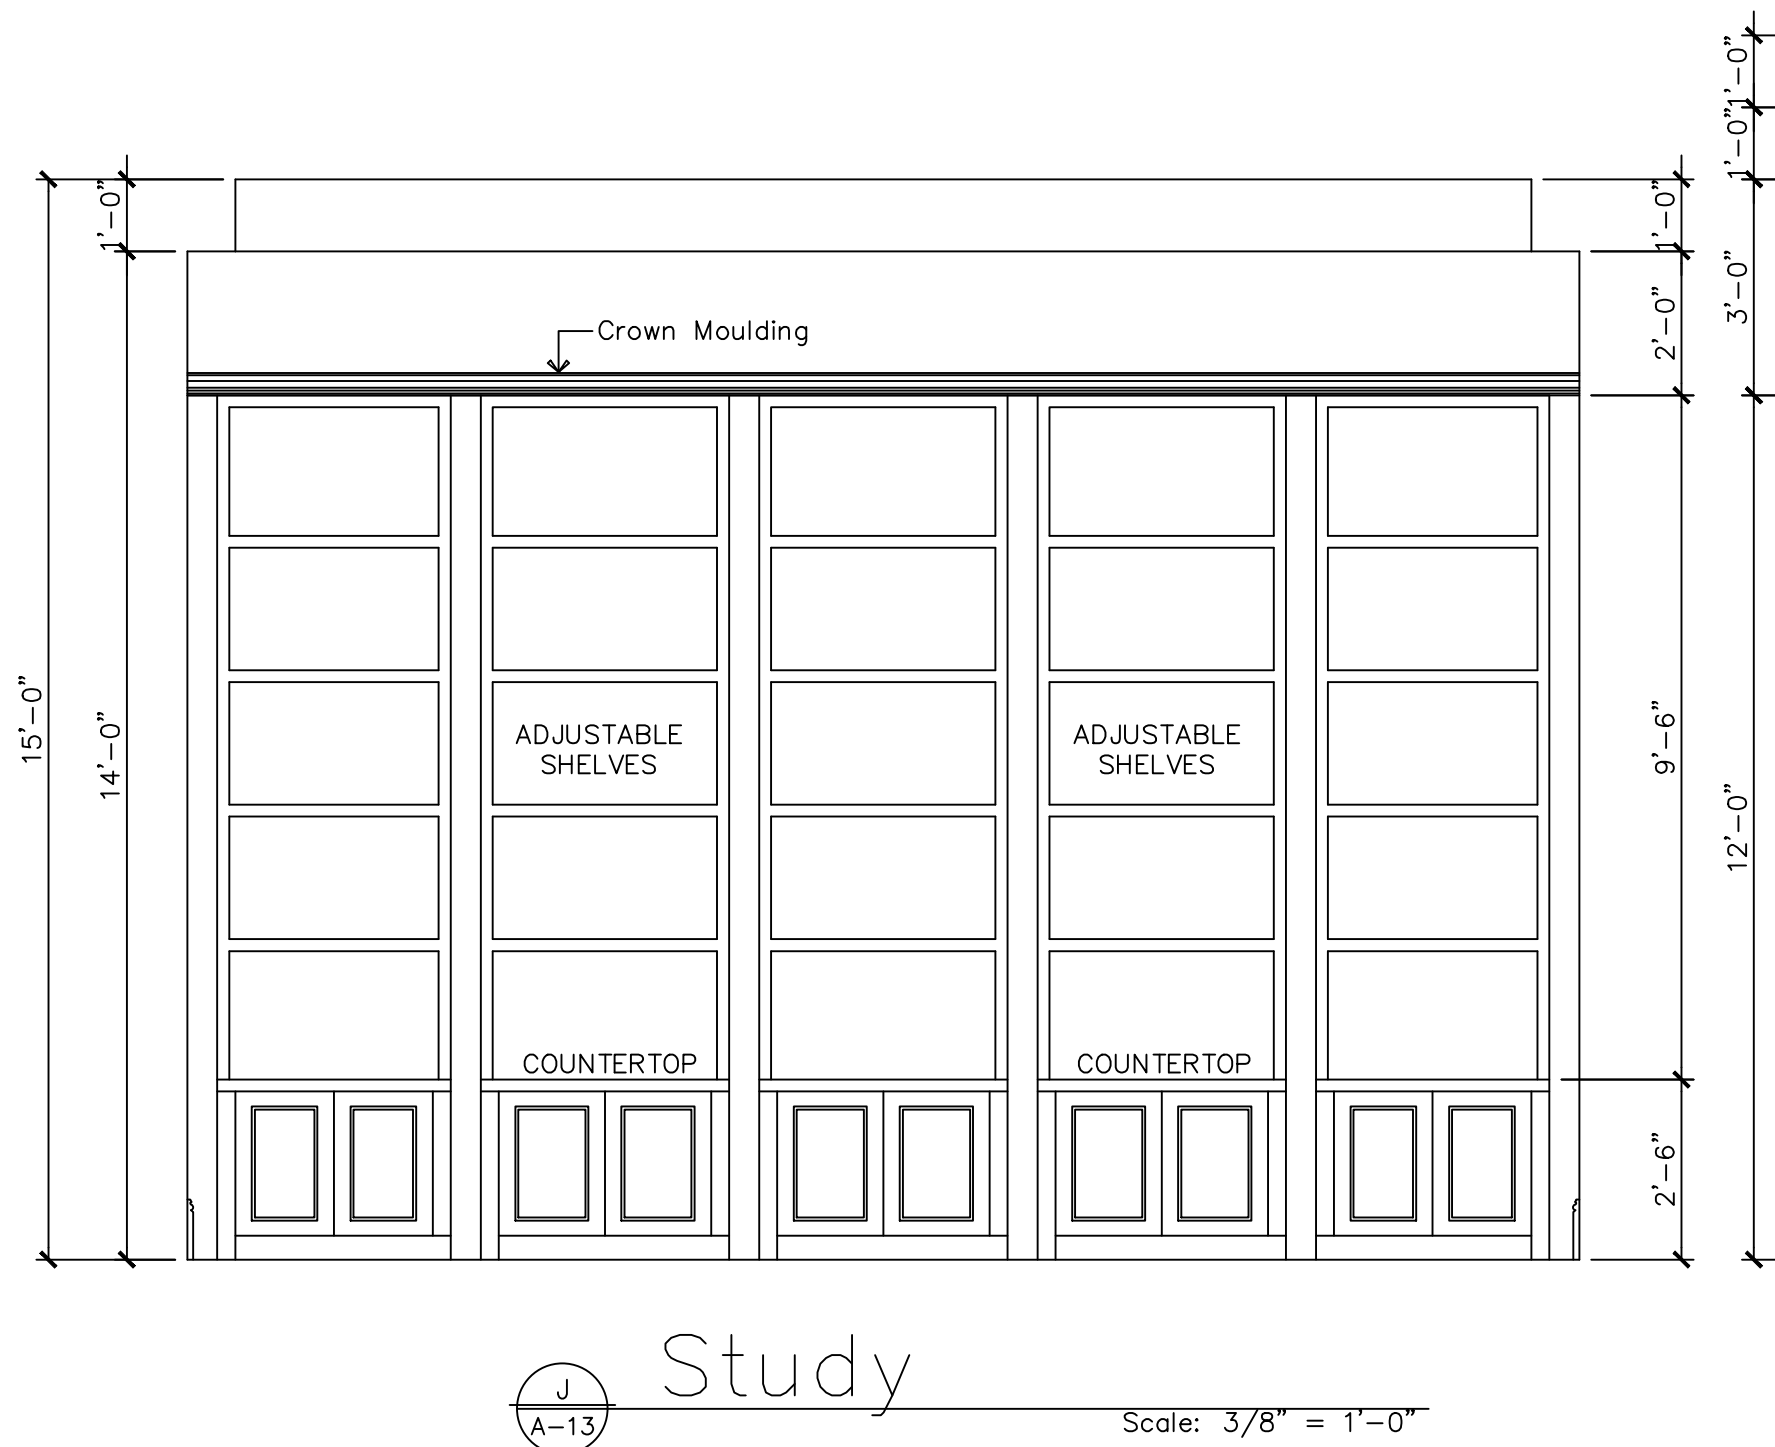 1'-0"
1'-0"
1'-0"
1'-0"
3'-0"
2'-0"
Crown Moulding
15'-0"
14'-0"
ADJUSTABLE
SHELVES
ADJUSTABLE
SHELVES
9'-6"
12'-0"
COUNTERTOP
COUNTERTOP
2'-6"
Study
J
A-13
Scale: 3/8" = 1'-0"